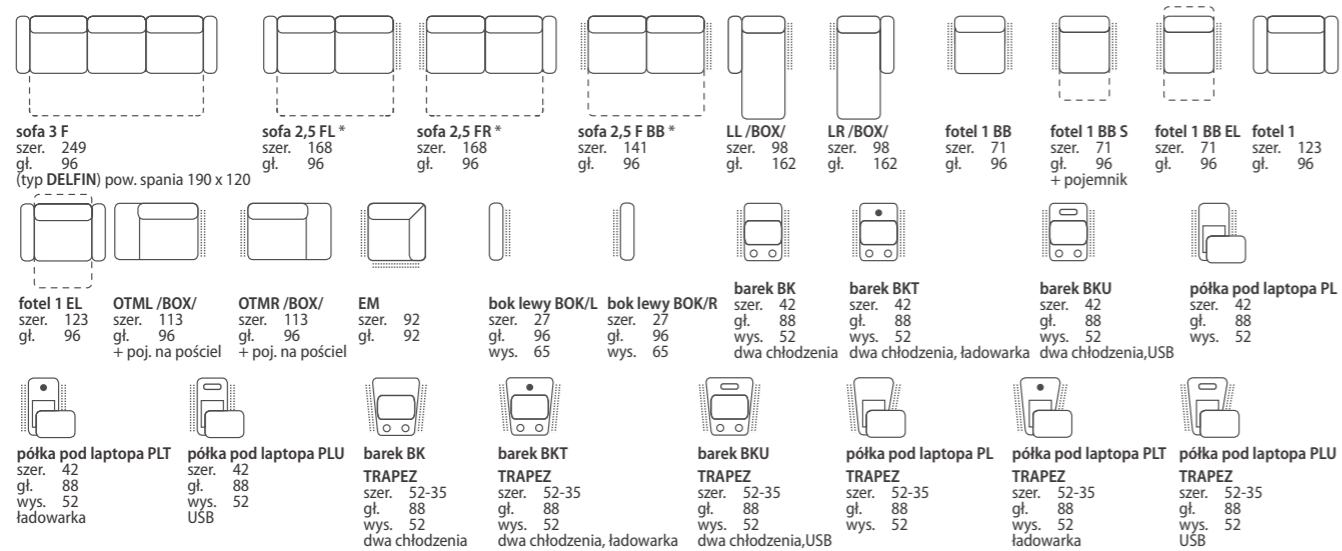 sofa 3 F
szer. 249
gł. 96
(typ DELFIN) pow. spania 190 x 120
sofa 2,5 FL *
szer. 168
gł. 96
sofa 2,5 FR *
szer. 168
gł. 96
sofa 2,5 F BB *
szer. 141
gł. 96
LL /BOX/
szer. 98
gł. 162
LR /BOX/
szer. 98
gł. 162
fotel 1 BB
szer. 71
gł. 96
fotel 1 BB S
szer. 71
gł. 96
+ pojemnik
fotel 1 BB EL
szer. 71
gł. 96
fotel 1
szer. 123
gł. 96
fotel 1 EL
szer. 123
gł. 96
OTML /BOX/
szer. 113
gł. 96
+ poj. na pościel
OTMR /BOX/
szer. 113
gł. 96
+ poj. na pościel
EM
szer. 92
gł. 92
bok lewy BOK/L
szer. 27
gł. 96
wys. 65
bok lewy BOK/R
szer. 27
gł. 96
wys. 65
barek BK
szer. 42
gł. 88
wys. 52
dwa chłodzenia
barek BKT
szer. 42
gł. 88
wys. 52
dwa chłodzenia, ładowarka
barek BKU
szer. 42
gł. 88
wys. 52
dwa chłodzenia,USB
półka pod laptopa PL
szer. 42
gł. 88
wys. 52
półka pod laptopa PLT
szer. 42
gł. 88
wys. 52
ładowarka
półka pod laptopa PLU
szer. 42
gł. 88
wys. 52
USB
barek BK
TRAPEZ
szer. 52-35
gł. 88
wys. 52
dwa chłodzenia
barek BKT
TRAPEZ
szer. 52-35
gł. 88
wys. 52
dwa chłodzenia, ładowarka
barek BKU
TRAPEZ
szer. 52-35
gł. 88
wys. 52
dwa chłodzenia,USB
półka pod laptopa PL
TRAPEZ
szer. 52-35
gł. 88
wys. 52
półka pod laptopa PLT
TRAPEZ
szer. 52-35
gł. 88
wys. 52
ładowarka
półka pod laptopa PLU
TRAPEZ
szer. 52-35
gł. 88
wys. 52
USB